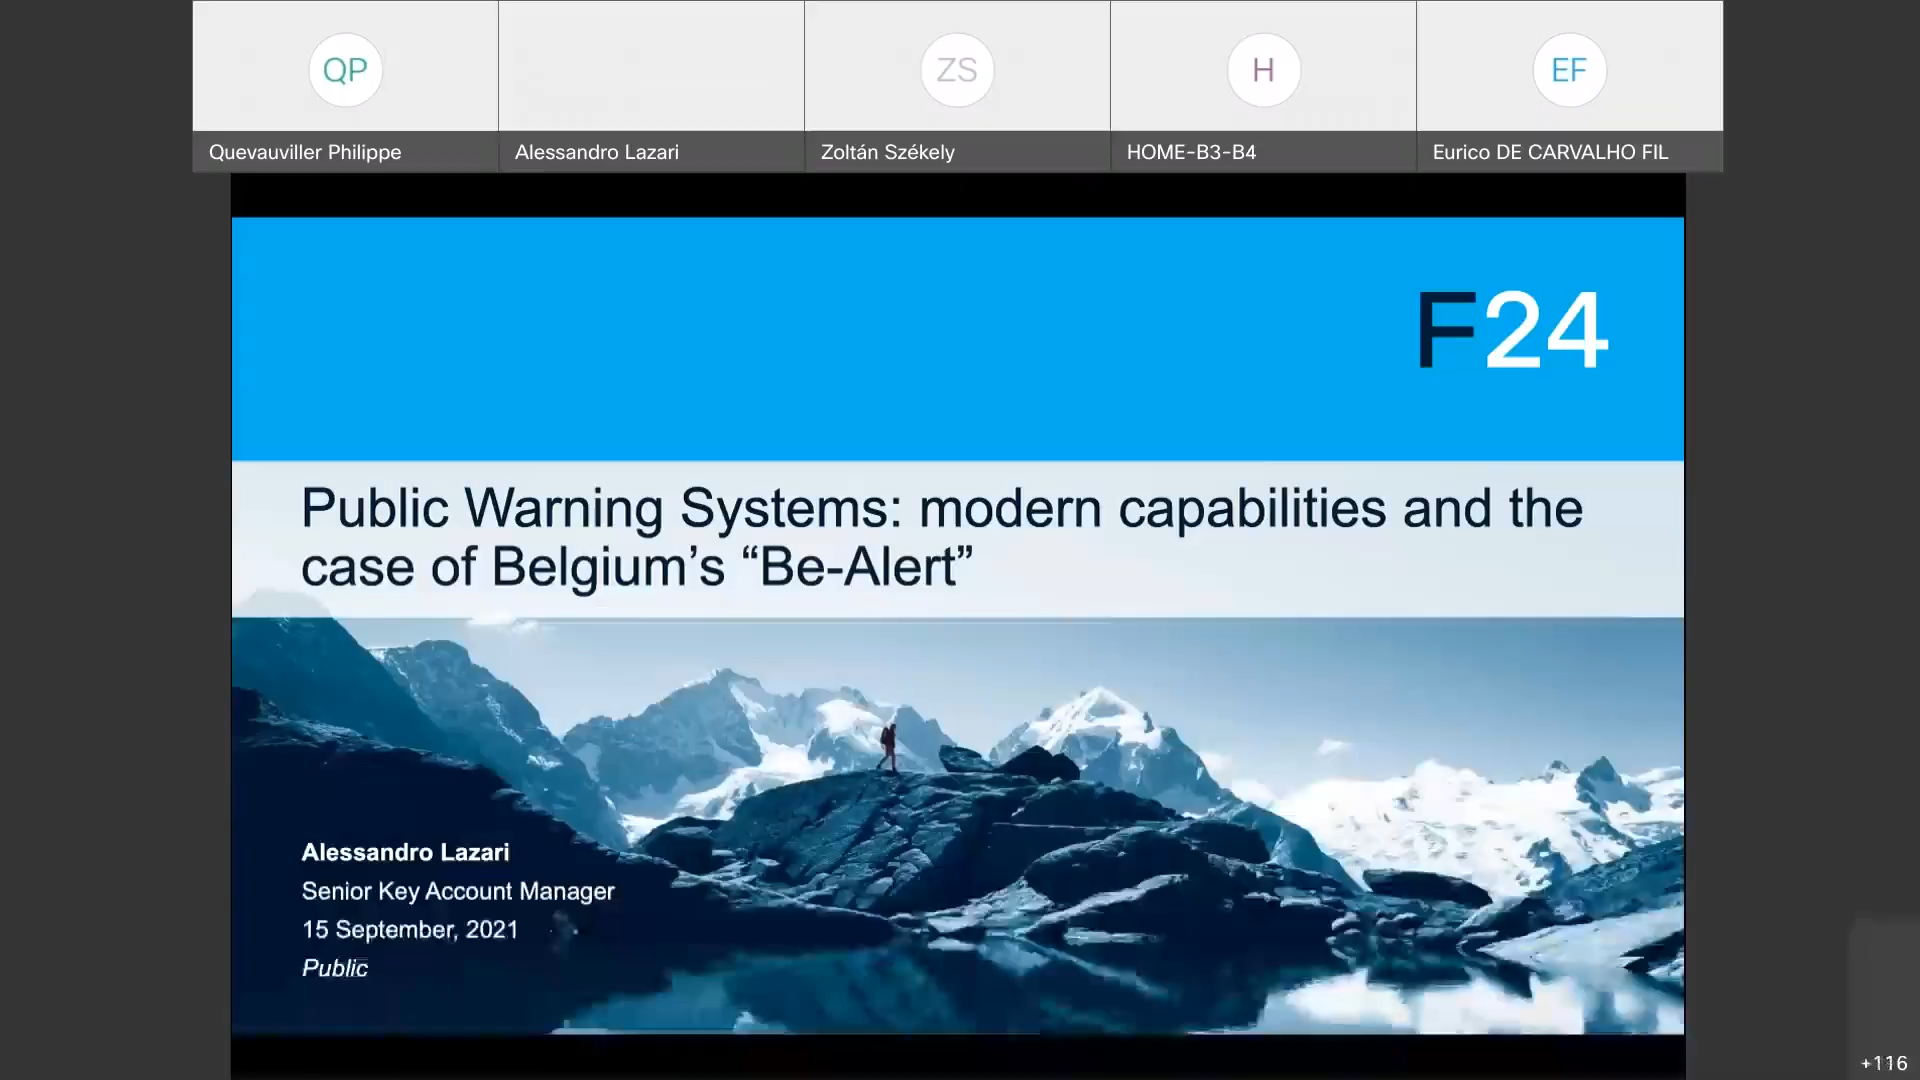 QP
ZS
H
EF
Quevauviller Philippe
Alessandro Lazari
Zoltán Székely
HOME-B3-B4
Eurico DE CARVALHO FIL
F24
Public Warning Systems: modern capabilities and the
case of Belgium’s “Be-Alert”
Alessandro Lazari
Senior Key Account Manager
15 September, 2021
Public
+116